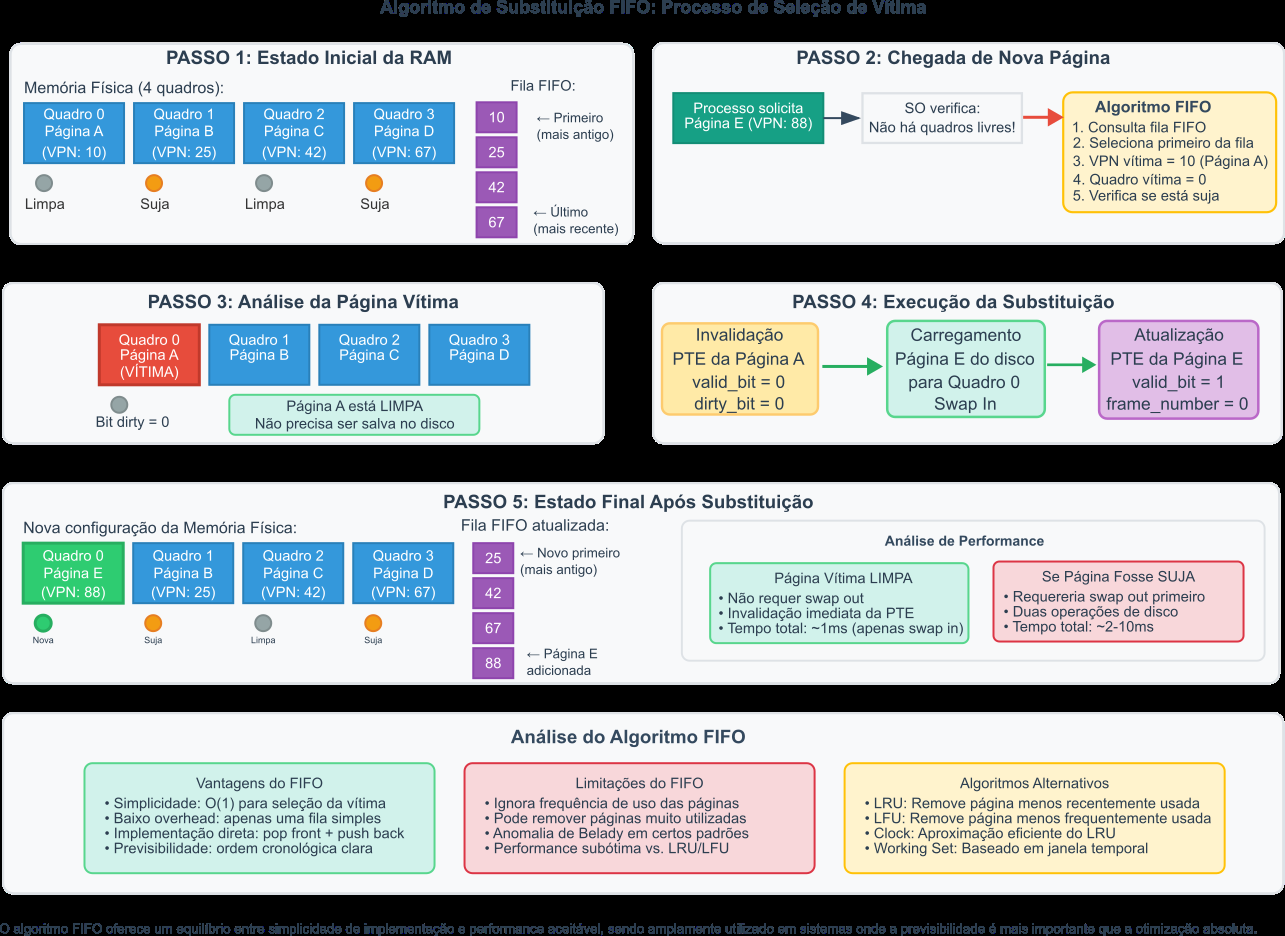 Algoritmo de Substituição FIFO: Processo de Seleção de Vítima
PASSO 1: Estado Inicial da RAM
Memória Física (4 quadros):
Fila FIFO:
Quadro 0
Página A
(VPN: 10)
Quadro 1
Página B
(VPN: 25)
Quadro 2
Página C
(VPN: 42)
Quadro 3
Página D
(VPN: 67)
Limpa
Suja
Limpa
Suja
10
25
42
67
← Primeiro
(mais antigo)
← Último
(mais recente)
PASSO 2: Chegada de Nova Página
Processo solicita
Página E (VPN: 88)
SO verifica:
Não há quadros livres!
Algoritmo FIFO
1. Consulta fila FIFO
2. Seleciona primeiro da fila
3. VPN vítima = 10 (Página A)
4. Quadro vítima = 0
5. Verifica se está suja
PASSO 3: Análise da Página Vítima
Quadro 0
Página A
(VÍTIMA)
Quadro 1
Página B
Quadro 2
Página C
Quadro 3
Página D
Bit dirty = 0
Página A está LIMPA
Não precisa ser salva no disco
PASSO 4: Execução da Substituição
Invalidação
PTE da Página A
valid_bit = 0
dirty_bit = 0
Carregamento
Página E do disco
para Quadro 0
Swap In
Atualização
PTE da Página E
valid_bit = 1
frame_number = 0
PASSO 5: Estado Final Após Substituição
Nova configuração da Memória Física:
Fila FIFO atualizada:
Quadro 0
Página E
(VPN: 88)
Quadro 1
Página B
(VPN: 25)
Quadro 2
Página C
(VPN: 42)
Quadro 3
Página D
(VPN: 67)
Nova
Suja
Limpa
Suja
25
42
67
88
← Novo primeiro
(mais antigo)
← Página E
adicionada
Análise de Performance
Página Vítima LIMPA
• Não requer swap out
• Invalidação imediata da PTE
• Tempo total: ~1ms (apenas swap in)
Se Página Fosse SUJA
• Requereria swap out primeiro
• Duas operações de disco
• Tempo total: ~2-10ms
Análise do Algoritmo FIFO
Vantagens do FIFO
• Simplicidade: O(1) para seleção da vítima
• Baixo overhead: apenas uma fila simples
• Implementação direta: pop front + push back
• Previsibilidade: ordem cronológica clara
Limitações do FIFO
• Ignora frequência de uso das páginas
• Pode remover páginas muito utilizadas
• Anomalia de Belady em certos padrões
• Performance subótima vs. LRU/LFU
Algoritmos Alternativos
• LRU: Remove página menos recentemente usada
• LFU: Remove página menos frequentemente usada
• Clock: Aproximação eficiente do LRU
• Working Set: Baseado em janela temporal
O algoritmo FIFO oferece um equilíbrio entre simplicidade de implementação e performance aceitável, sendo amplamente utilizado em sistemas onde a previsibilidade é mais importante que a otimização absoluta.